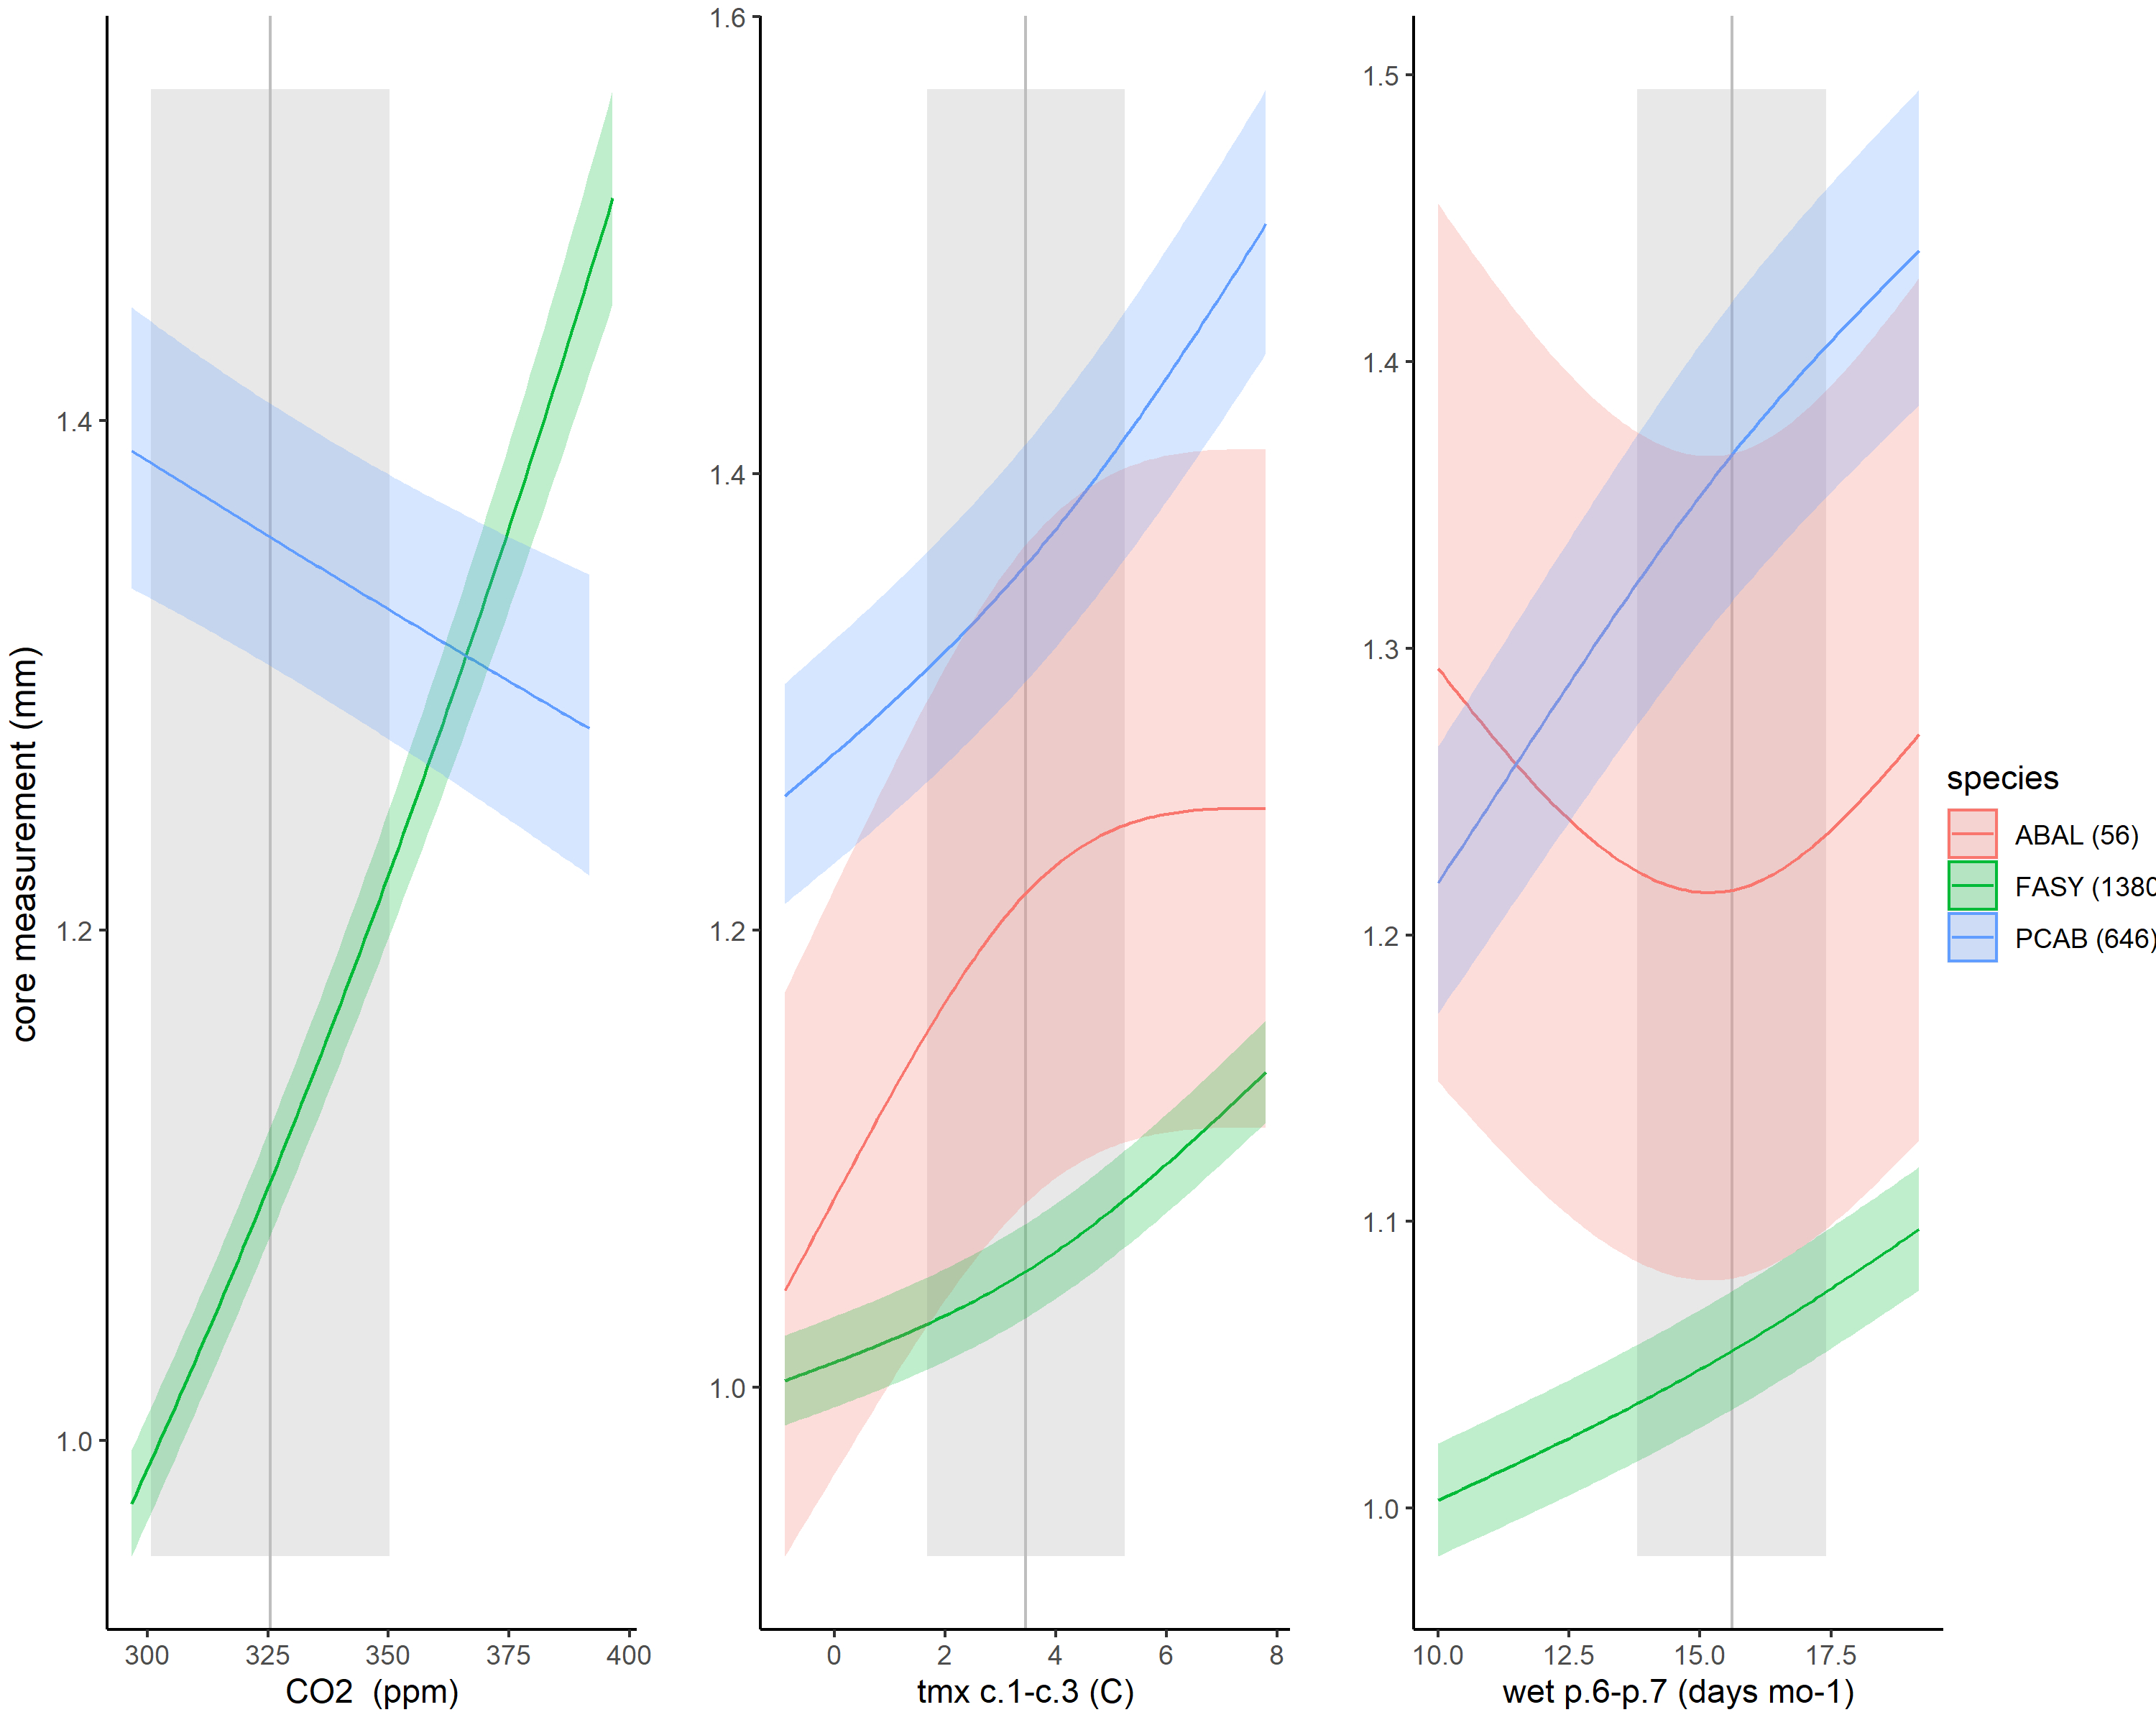 core measurement (mm)
1.4
1.2
1.0
300 325 350 375 400
CO2 (ppm)
1.6
1.4
1.2
1.0
0 2 4 6 8
tmx c.1-c.3 (C)
1.5
1.4
1.3
1.2
1.1
1.0
10.0 12.5 15.0 17.5
wet p.6-p.7 (days mo-1)
species
ABAL (56)
FASY (1380
PCAB (646)